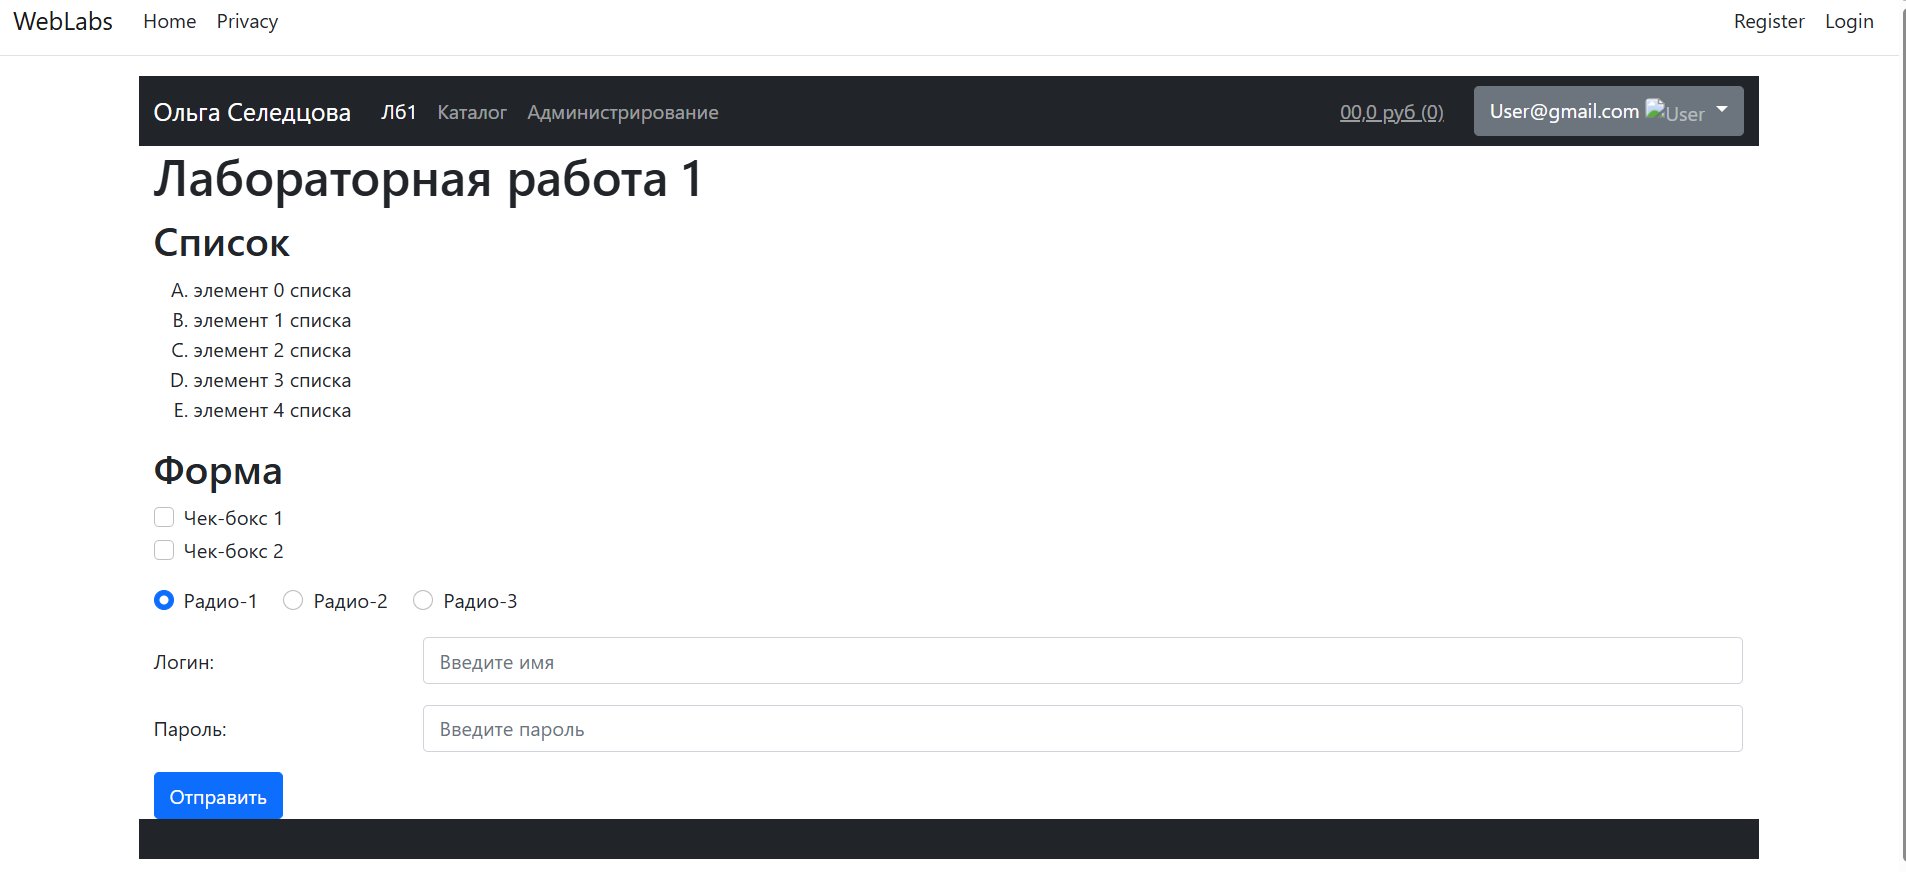 WebLabs Home Privacy Register Login
Ольга Селедцова Лб1 Каталог Администрирование 00,0 руб (0) User@gmail.com User
Лабораторная работа 1
Список
A. элемент 0 списка
B. элемент 1 списка
C. элемент 2 списка
D. элемент 3 списка
E. элемент 4 списка
Форма
Чек-бокс 1
Чек-бокс 2
Радио-1 Радио-2 Радио-3
Логин: Введите имя
Пароль: Введите пароль
Отправить